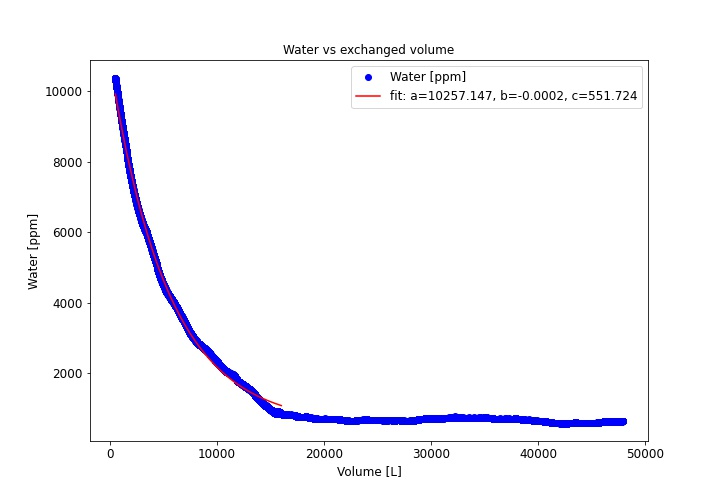 Water vs exchanged volume
Water [ppm]
fit: a=10257.147, b=-0.0002, c=551.724
10000
8000
6000
4000
2000
Water [ppm]
0
10000
20000
30000
40000
50000
Volume [L]